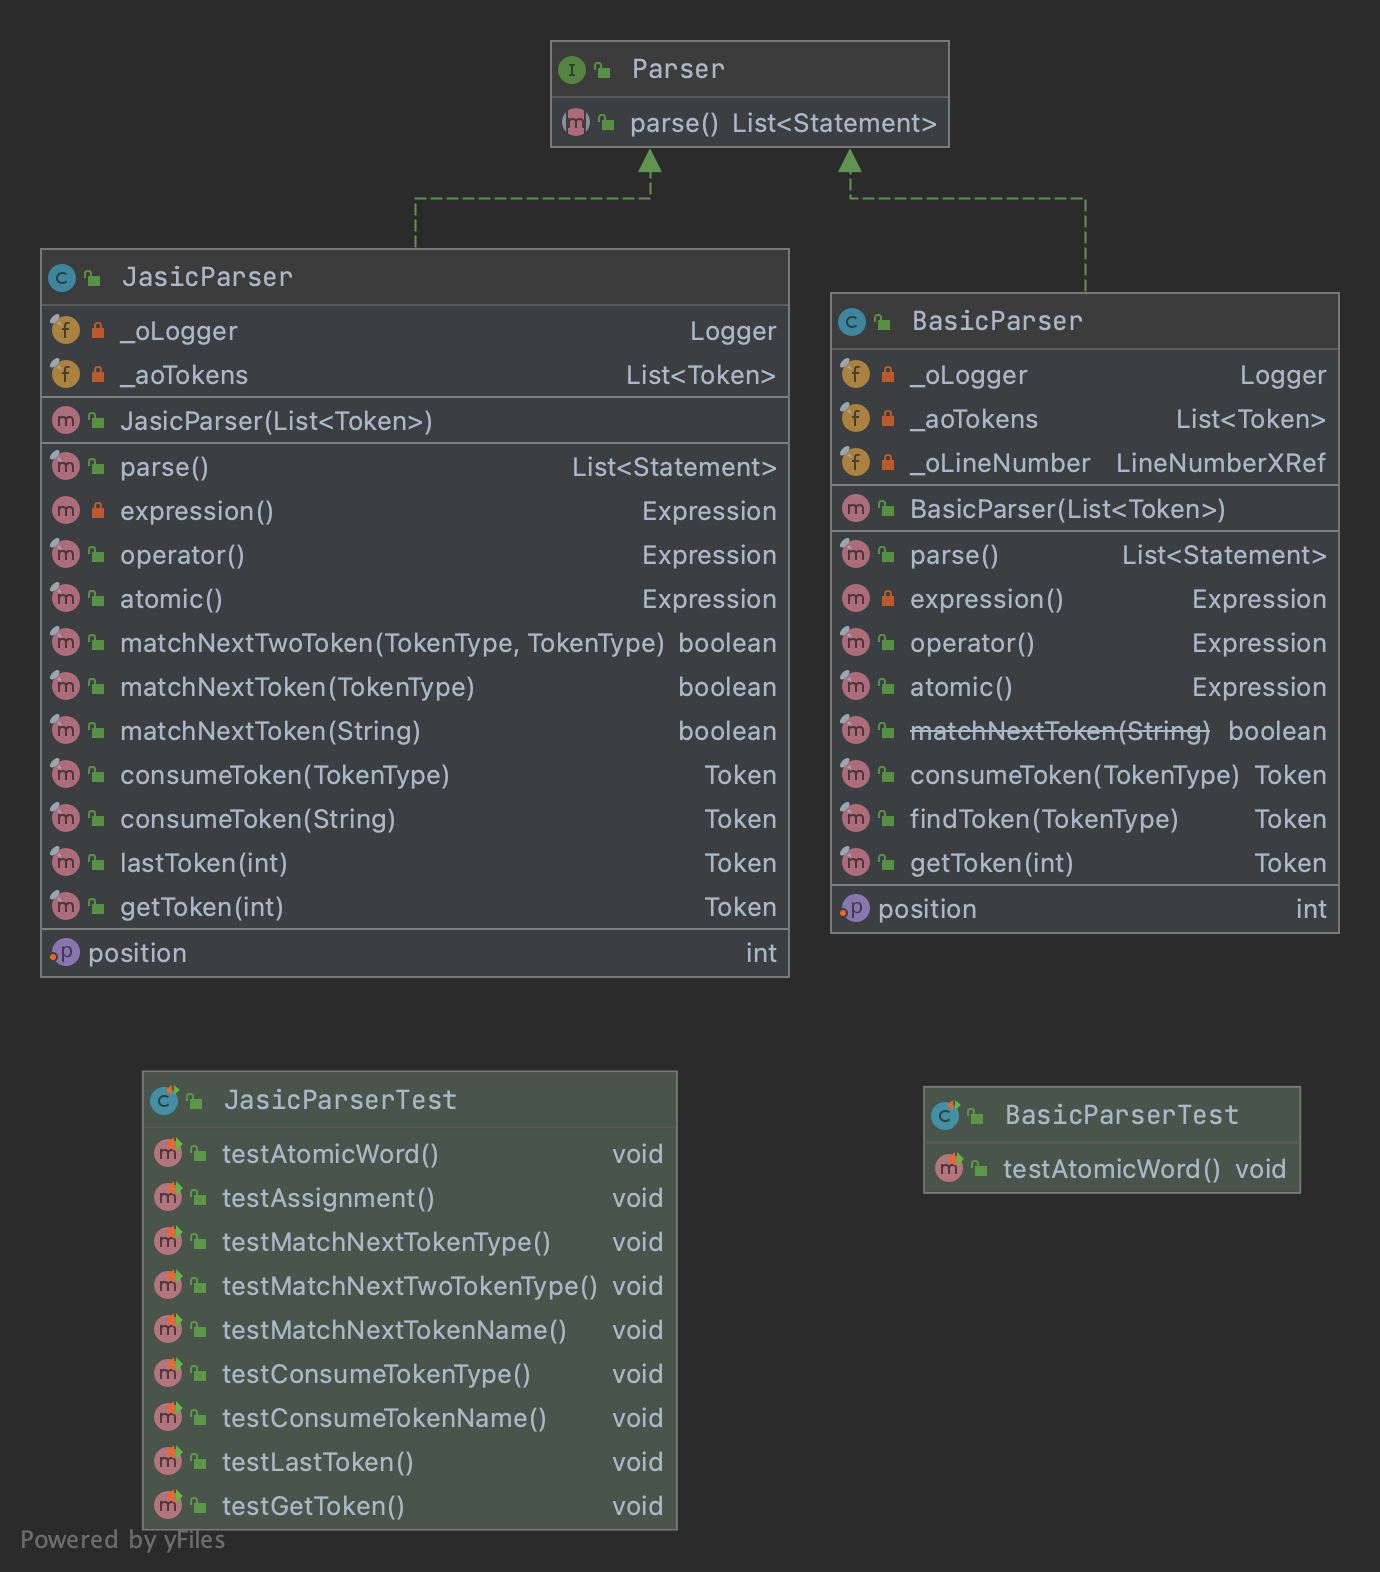 Parser
parse() List<Statement>
JasicParser
_oLogger Logger
_aoTokens List<Token>
JasicParser(List<Token>)
parse() List<Statement>
expression() Expression
operator() Expression
atomic() Expression
matchNextTwoToken(TokenType, TokenType) boolean
matchNextToken(TokenType) boolean
matchNextToken(String) boolean
consumeToken(TokenType) Token
consumeToken(String) Token
lastToken(int) Token
getToken(int) Token
position int
BasicParser
_oLogger Logger
_aoTokens List<Token>
_oLineNumber LineNumberXRef
BasicParser(List<Token>)
parse() List<Statement>
expression() Expression
operator() Expression
atomic() Expression
matchNextToken(String) boolean
consumeToken(TokenType) Token
findToken(TokenType) Token
getToken(int) Token
position int
JasicParserTest
testAtomicWord() void
testAssignment() void
testMatchNextTokenType() void
testMatchNextTwoTokenType() void
testMatchNextTokenName() void
testConsumeTokenType() void
testConsumeTokenName() void
testLastToken() void
testGetToken() void
BasicParserTest
testAtomicWord() void
Powered by yFiles